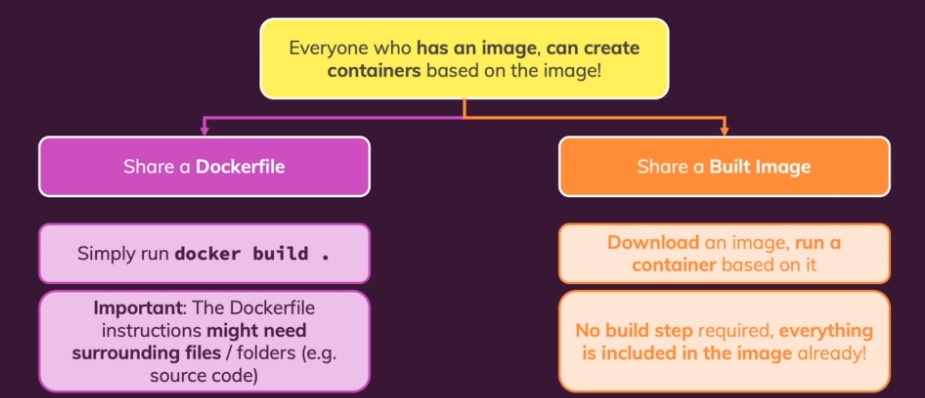 Everyone who has an image, can create
containers based on the image!
Share a Dockerfile
Simply run docker build .
Important: The Dockerfile
instructions might need
surrounding files / folders (e.g.
source code)
Share a Built Image
Download an image, run a
container based on it
No build step required, everything
is included in the image already!